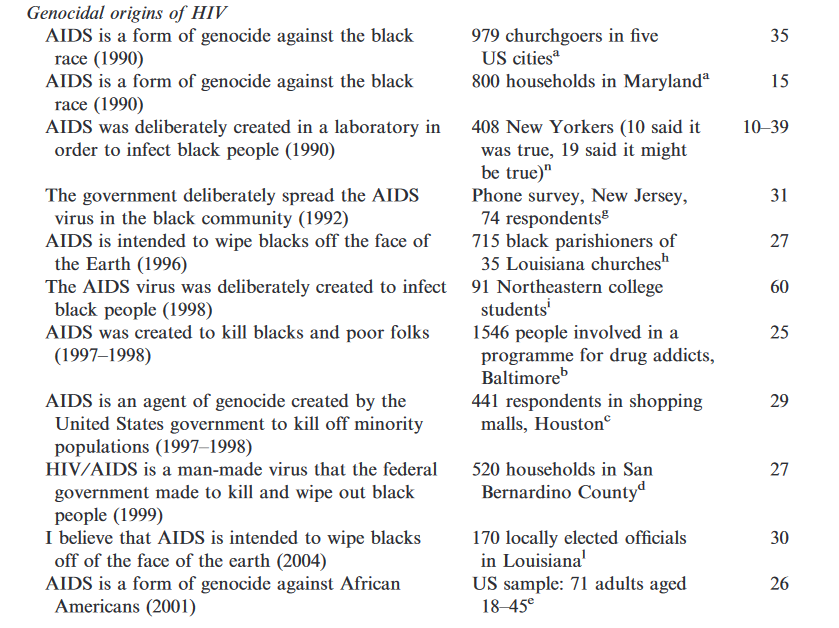 Genocidal origins of HIV
AIDS is a form of genocide against the black 979 churchgoers in five 35
race (1990) US citiesᵃ
AIDS is a form of genocide against the black 800 households in Marylandᵃ 15
race (1990)
AIDS was deliberately created in a laboratory in 408 New Yorkers (10 said it 10–39
order to infect black people (1990) was true, 19 said it might
be true)ⁿ
The government deliberately spread the AIDS Phone survey, New Jersey, 31
virus in the black community (1992) 74 respondentsᵍ
AIDS is intended to wipe blacks off the face of 715 black parishioners of 27
the Earth (1996) 35 Louisiana churchesʰ
The AIDS virus was deliberately created to infect 91 Northeastern college 60
black people (1998) studentsⁱ
AIDS was created to kill blacks and poor folks 1546 people involved in a 25
(1997–1998) programme for drug addicts,
Baltimoreᵇ
AIDS is an agent of genocide created by the 441 respondents in shopping 29
United States government to kill off minority malls, Houstonᶜ
populations (1997–1998)
HIV/AIDS is a man-made virus that the federal 520 households in San 27
government made to kill and wipe out black Bernardino Countyᵈ
people (1999)
I believe that AIDS is intended to wipe blacks 170 locally elected officials 30
off of the face of the earth (2004) in Louisianaˡ
AIDS is a form of genocide against African US sample: 71 adults aged 26
Americans (2001) 18–45ᵉ